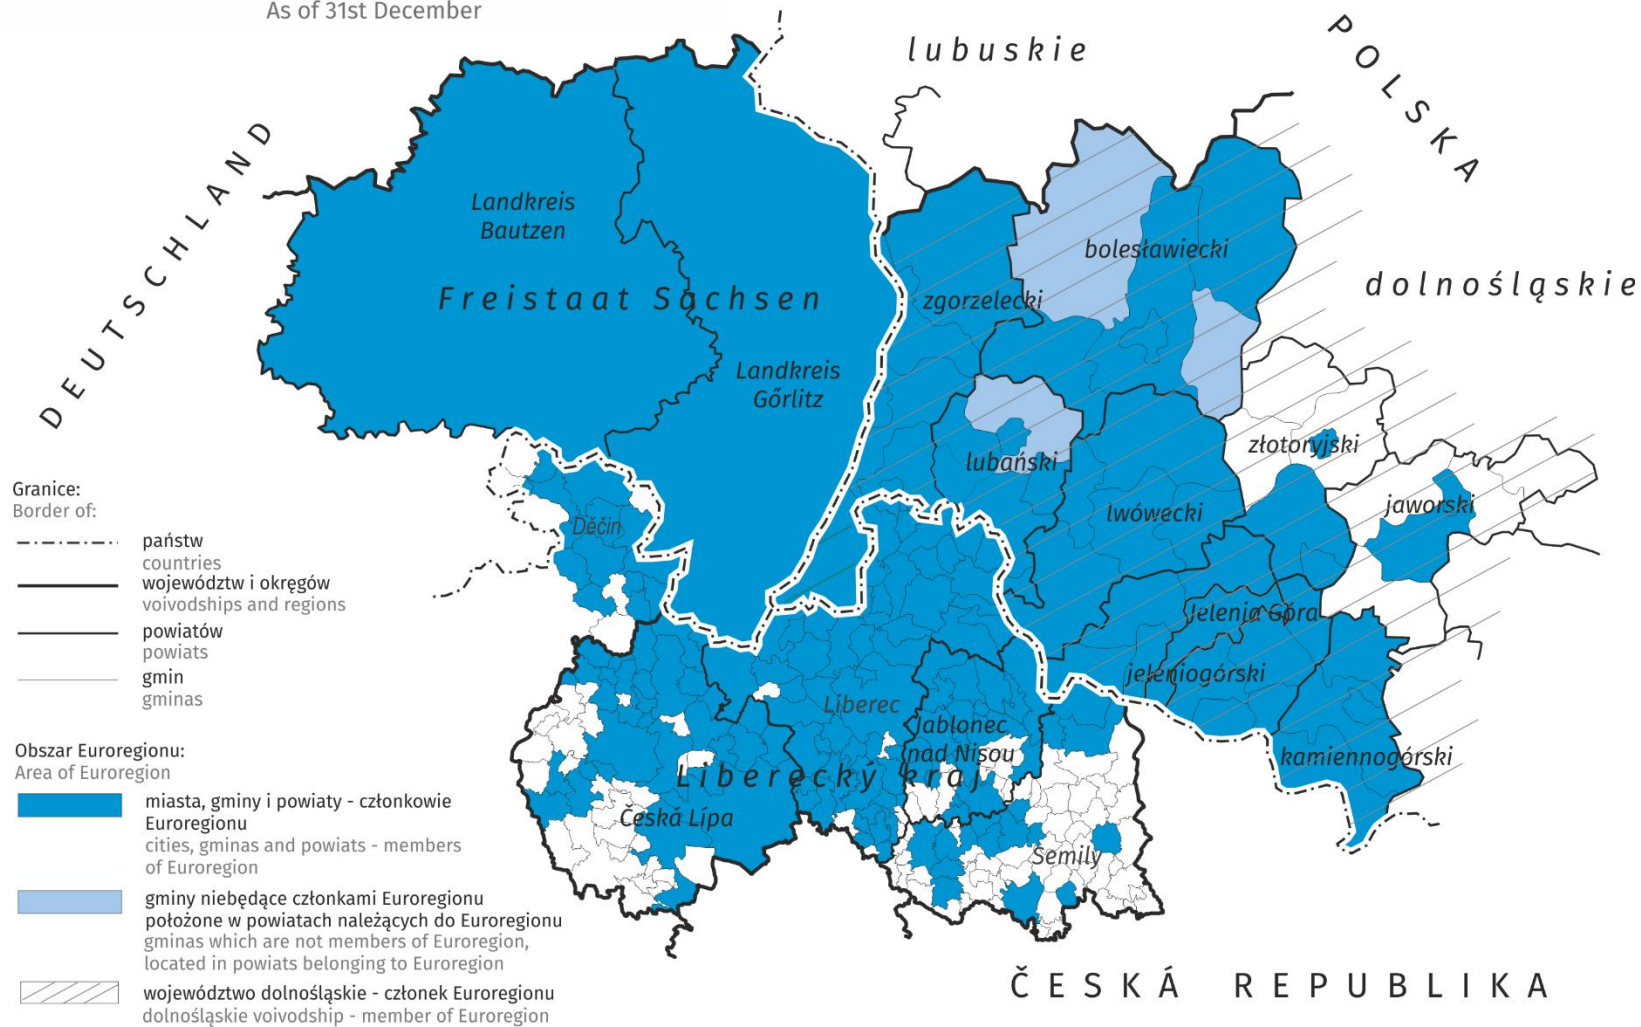 As of 31st December
lubuskie
POLSKA
DEUTSCHLAND
Landkreis
Bautzen
bolesławiecki
dolnośląskie
Freistaat Sachsen
zgorzelecki
Landkreis
Gőrlitz
złotoryjski
lubański
Granice:
Border of:
jaworski
lwówecki
Děčin
państw
countries
województw i okręgów
voivodships and regions
powiatów
powiats
gmin
gminas
Jelenia Góra
jeleniogórski
Liberec
Jablonec
nad Nisou
kamiennogórski
Liberecký kraj
Česká Lípa
Semily
Obszar Euroregionu:
Area of Euroregion
miasta, gminy i powiaty - członkowie
Euroregionu
cities, gminas and powiats - members
of Euroregion
gminy niebędące członkami Euroregionu
położone w powiatach należących do Euroregionu
gminas which are not members of Euroregion,
located in powiats belonging to Euroregion
województwo dolnośląskie - członek Euroregionu
dolnośląskie voivodship - member of Euroregion
ČESKÁ REPUBLIKA